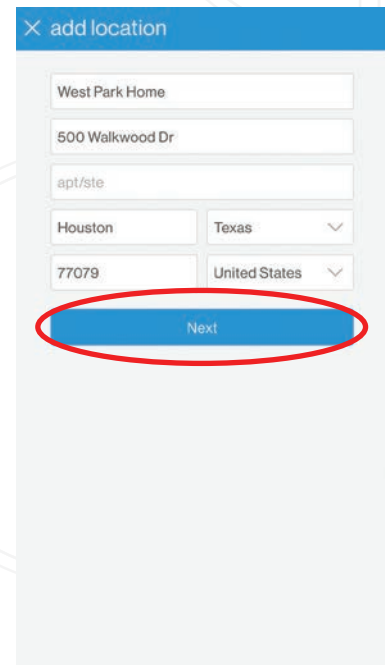 × add location
West Park Home
500 Walkwood Dr
apt/ste
Houston Texas
77079 United States
Next